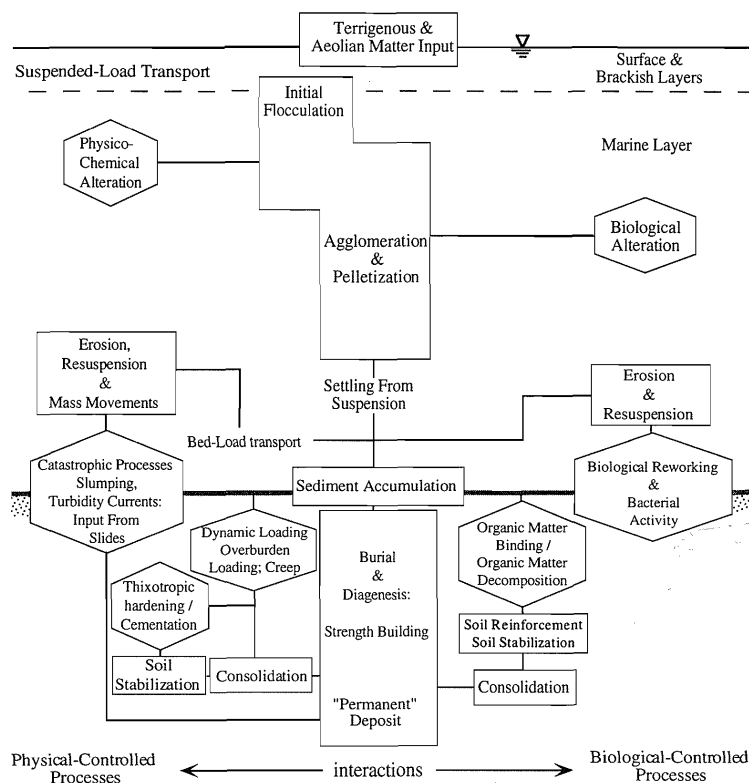 Terrigenous &
Aeolian Matter Input
Suspended-Load Transport
Surface &
Brackish Layers
Initial
Flocculation
Physico-
Chemical
Alteration
Marine Layer
Agglomeration
&
Pelletization
Biological
Alteration
Erosion,
Resuspension
&
Mass Movements
Settling From
Suspension
Erosion
&
Resuspension
Bed-Load transport
Catastrophic Processes
Slumping,
Turbidity Currents:
Input From
Slides
Sediment Accumulation
Biological Reworking
&
Bacterial
Activity
Dynamic Loading
Overburden
Loading; Creep
Organic Matter
Binding /
Organic Matter
Decomposition
Burial
&
Diagenesis:
Strength Building
Thixotropic
hardening /
Cementation
Soil Reinforcement
Soil Stabilization
Soil
Stabilization
Consolidation
Consolidation
"Permanent"
Deposit
Physical-Controlled
Processes
interactions
Biological-Controlled
Processes